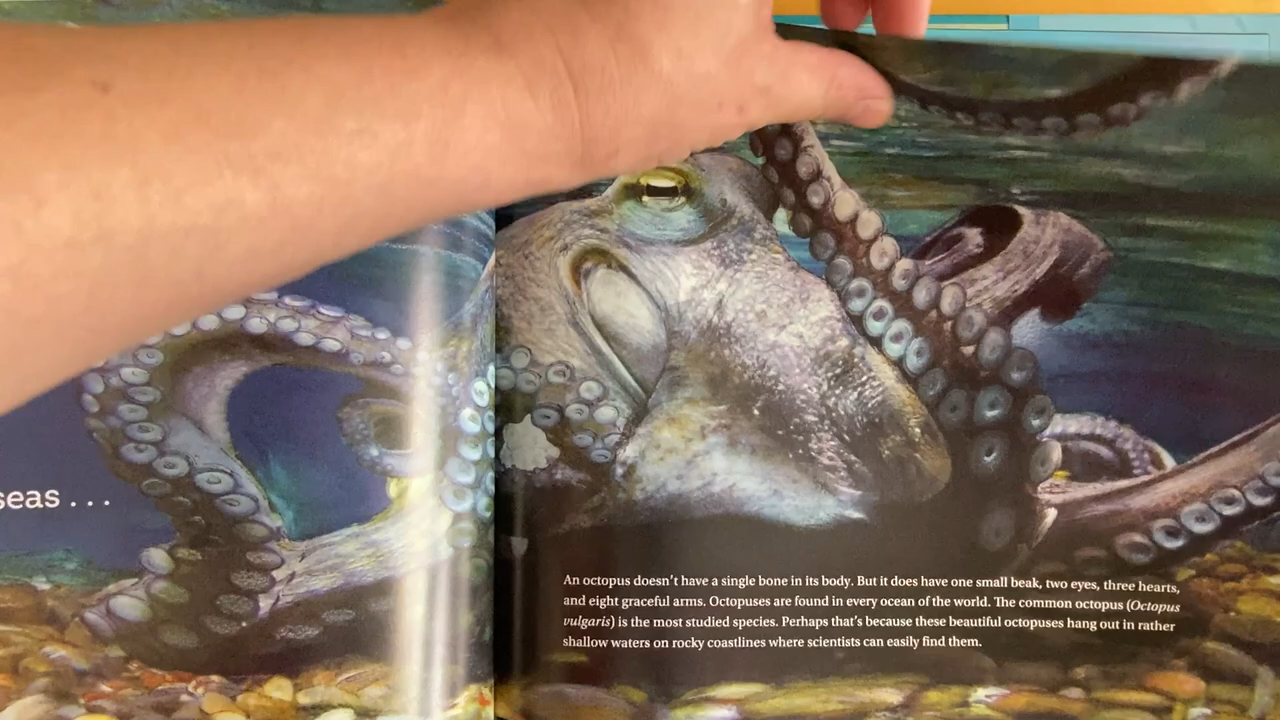 seas . . .
An octopus doesn't have a single bone in its body. But it does have one small beak, two eyes, three hearts,
and eight graceful arms. Octopuses are found in every ocean of the world. The common octopus (Octopus
vulgaris) is the most studied species. Perhaps that's because these beautiful octopuses hang out in rather
shallow waters on rocky coastlines where scientists can easily find them.